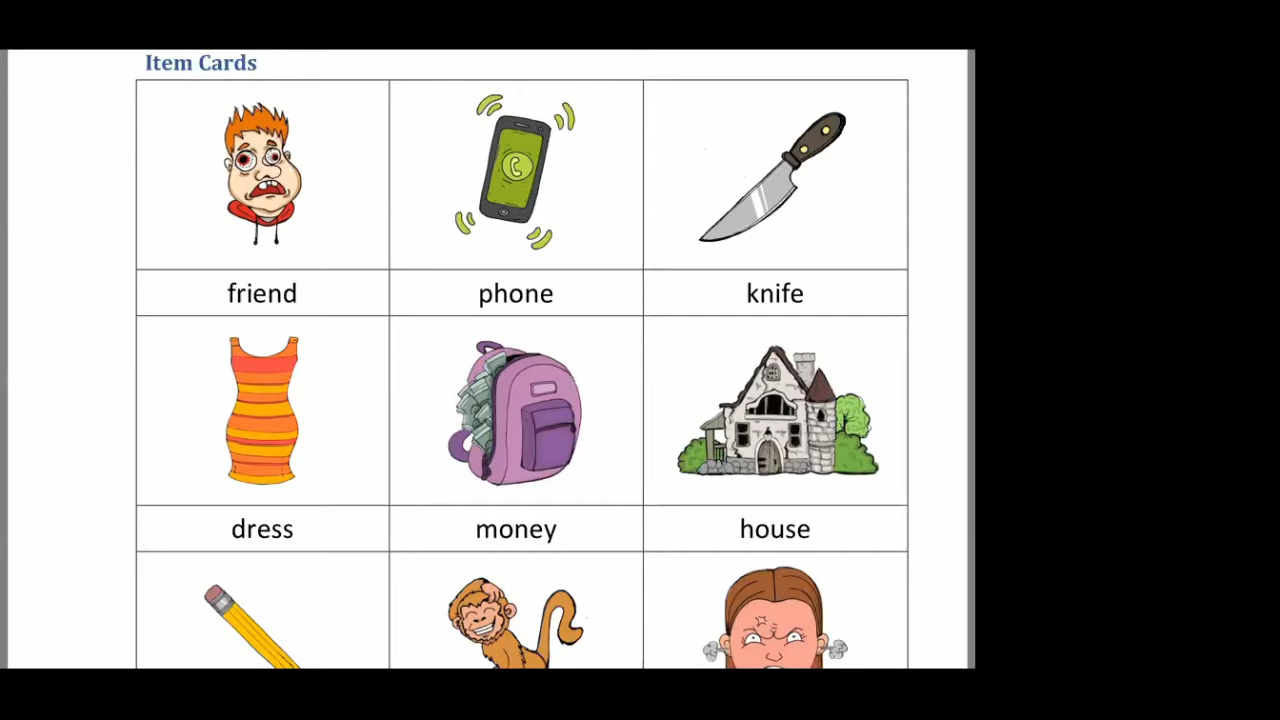 Item Cards
friend
phone
knife
dress
money
house